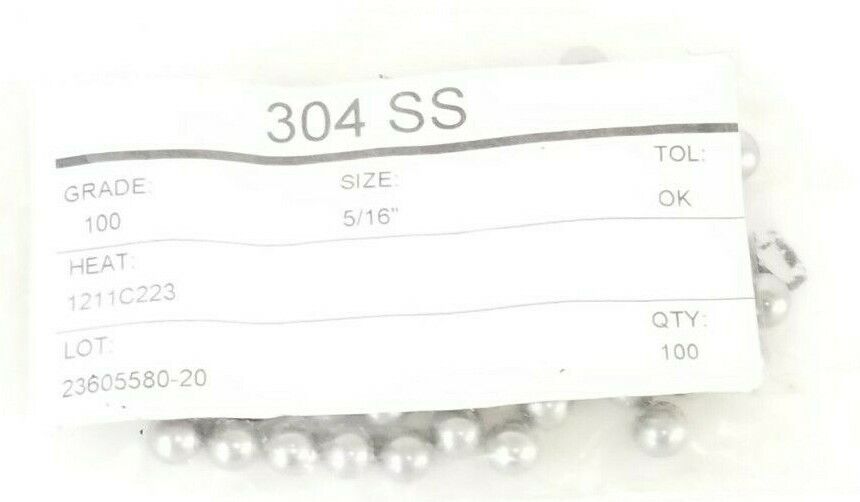 304 SS
GRADE: SIZE: TOL:
100 5/16" OK
HEAT:
1211C223
LOT: QTY:
23605580-20 100